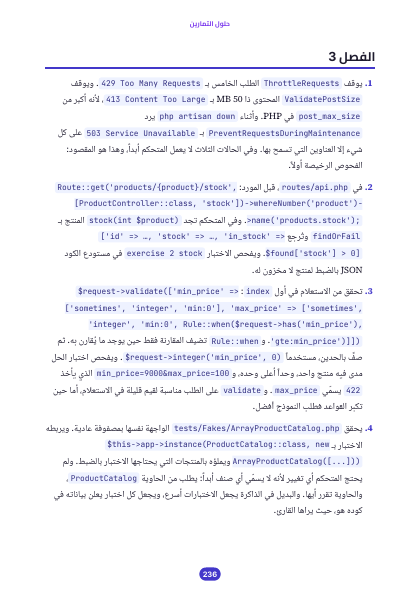 حلول التمارين
الفصل 3
1. يوقف ThrottleRequests الطلب الخامس بـ 429 Too Many Requests . ويوقف
ValidatePostSize المحتوى ذا 50 MB بـ 413 Content Too Large ، لأنه أكبر من
post_max_size في PHP. وأثناء php artisan down يرد
PreventRequestsDuringMaintenance بـ 503 Service Unavailable على كل
شيء إلا العناوين التي تسمح بها. وفي الحالات الثلاث لا يعمل المتحكم أبداً، وهذا هو المقصود:
الفحوص الرخيصة أولاً.
2. في routes/api.php ، قبل المورد: Route::get('products/{product}/stock',
[ProductController::class, 'stock'])->whereNumber('product')-
>name('products.stock'); . وفي المتحكم تجد stock(int $product) المنتج بـ
findOrFail وتُرجع ['id' => …, 'stock' => …, 'in_stock' =>
$found['stock'] > 0] . ويفحص الاختبار exercise 2 stock في مستودع الكود
JSON بالضبط لمنتج لا مخزون له.
3. تحقق من الاستعلام في أول index : $request->validate(['min_price' =>
['sometimes', 'integer', 'min:0'], 'max_price' => ['sometimes',
'integer', 'min:0', Rule::when($request->has('min_price'),
'gte:min_price')]]) . و Rule::when تضيف المقارنة فقط حين يوجد ما يُقارن به. ثم
صفِّ بالحدين، مستخدماً $request->integer('min_price', 0) . ويفحص اختبار الحل
مدى فيه منتج واحد، وحداً أعلى وحده، و min_price=9000&max_price=100 الذي يأخذ
422 يسمّي max_price . و validate على الطلب مناسبة لقيم قليلة في الاستعلام، أما حين
تكبر القواعد فطلب النموذج أفضل.
4. يحقق tests/Fakes/ArrayProductCatalog.php الواجهة نفسها بمصفوفة عادية. ويربطه
الاختبار بـ $this->app->instance(ProductCatalog::class, new
ArrayProductCatalog([...])) ويملؤه بالمنتجات التي يحتاجها الاختبار بالضبط. ولم
يحتج المتحكم أي تغيير لأنه لا يسمّي أي صنف أبداً: يطلب من الحاوية ProductCatalog ،
والحاوية تقرر أيها. والبديل في الذاكرة يجعل الاختبارات أسرع، ويجعل كل اختبار يعلن بياناته في
كوده هو، حيث يراها القارئ.
236